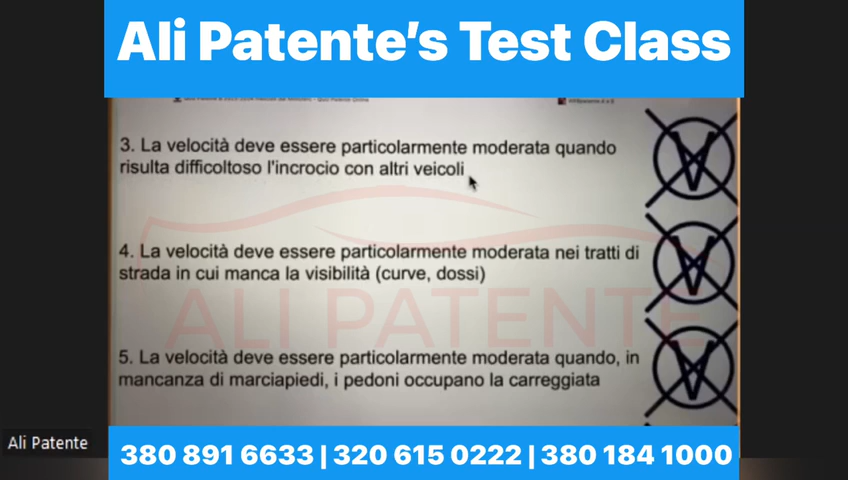 Ali Patente's Test Class
3. La velocità deve essere particolarmente moderata quando
risulta difficoltoso l'incrocio con altri veicoli
4. La velocità deve essere particolarmente moderata nei tratti di
strada in cui manca la visibilità (curve, dossi)
ALI PATENTE
5. La velocità deve essere particolarmente moderata quando, in
mancanza di marciapiedi, i pedoni occupano la carreggiata
V
V
V
Ali Patente
380 891 6633 | 320 615 0222 | 380 184 1000